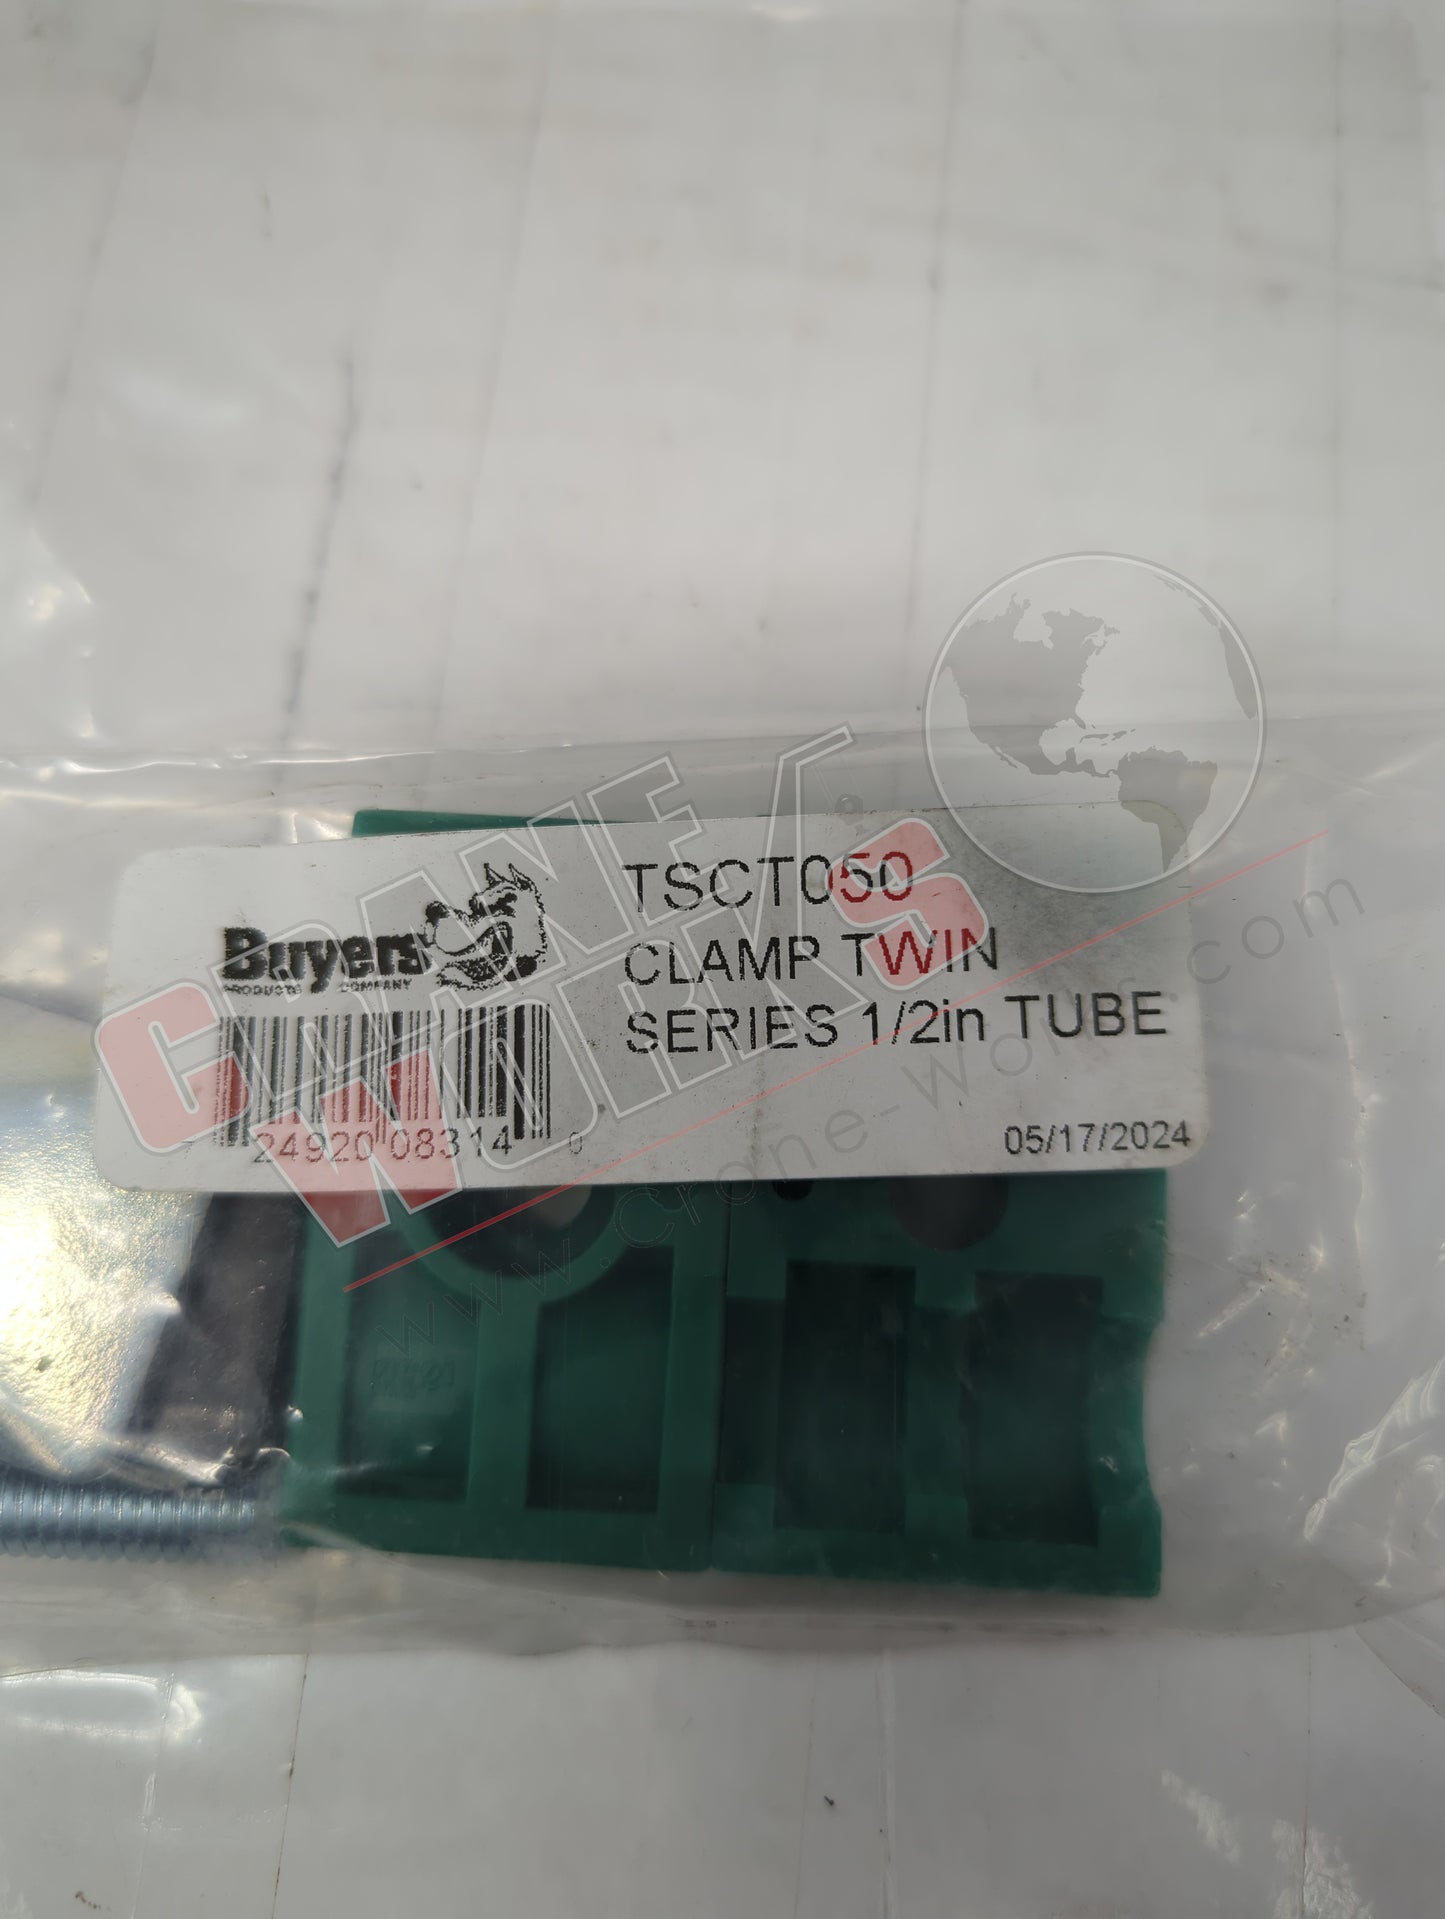 Buyers
PRODUCTS COMPANY
7 24920 08314 0
TSCT050
CLAMP TWIN
SERIES 1/2in TUBE
05/17/2024
CRANE
WORKS
www.crane-works.com